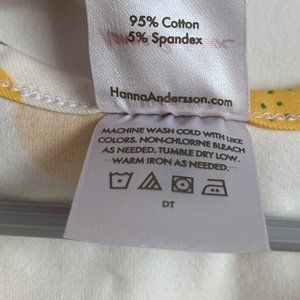 95% Cotton
5% Spandex
HannaAndersson.com
MACHINE WASH COLD WITH LIKE
COLORS. NON-CHLORINE BLEACH
AS NEEDED. TUMBLE DRY LOW.
WARM IRON AS NEEDED.
DT